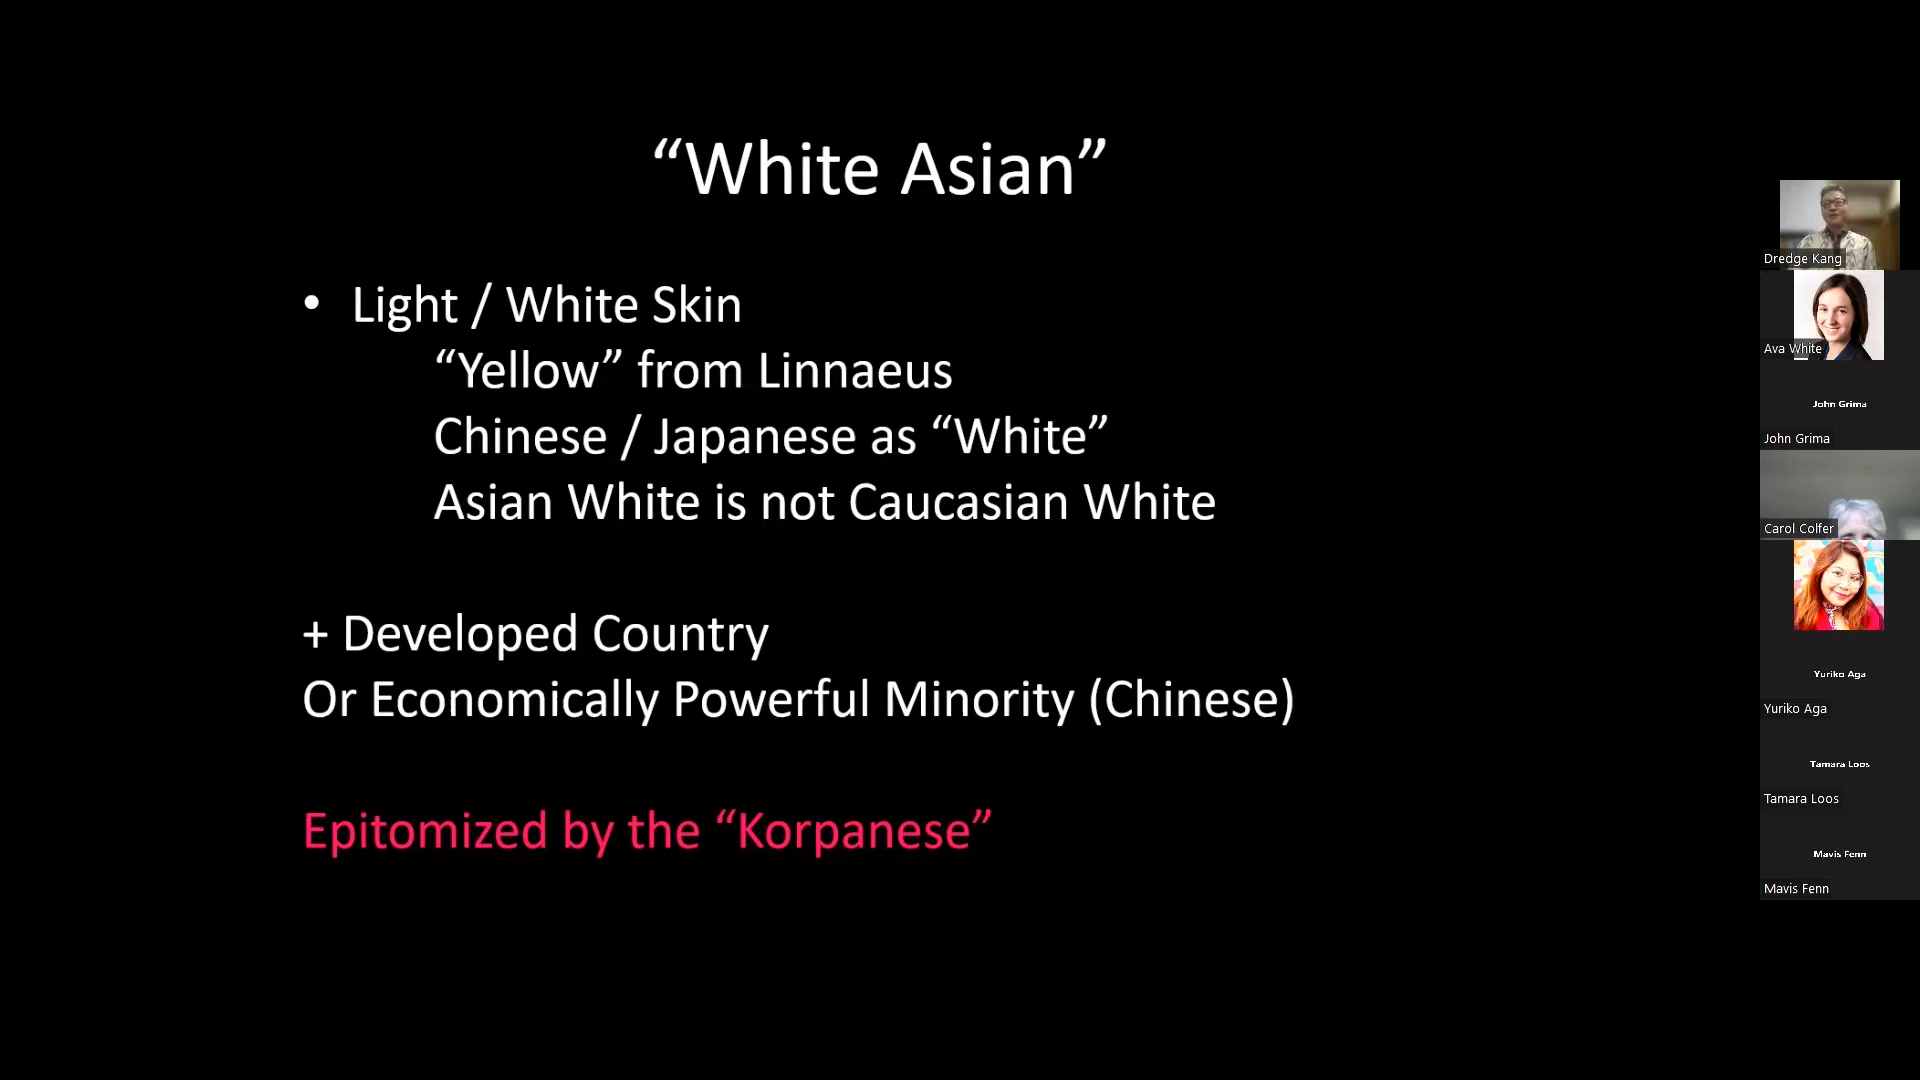 “White Asian”
• Light / White Skin
“Yellow” from Linnaeus
Chinese / Japanese as “White”
Asian White is not Caucasian White
+ Developed Country
Or Economically Powerful Minority (Chinese)
Epitomized by the “Korpanese”
Dredge Kang
Ava White
John Grima
John Grima
Carol Colfer
Yuriko Aga
Yuriko Aga
Tamara Loos
Tamara Loos
Mavis Fenn
Mavis Fenn